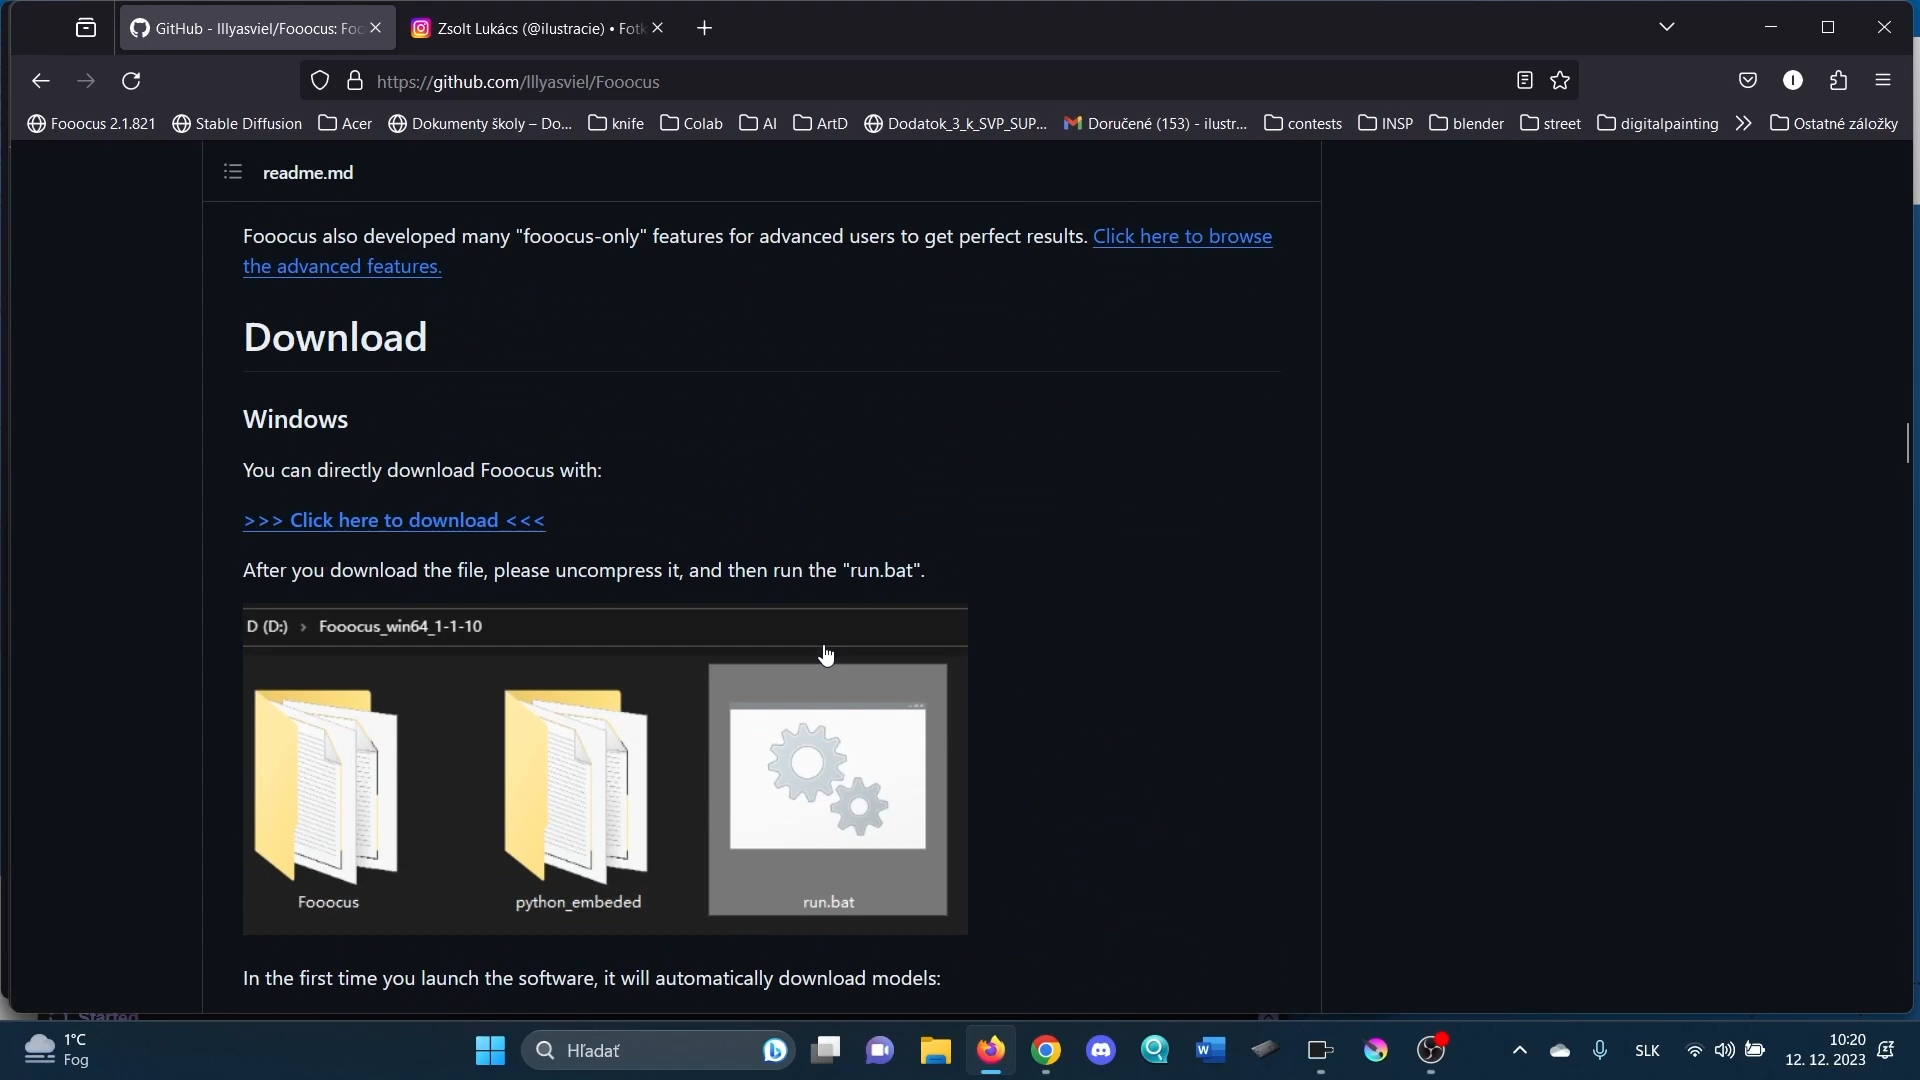 GitHub - lllyasviel/Fooocus: Foc
Zsolt Lukács (@ilustracie) • Fotk
https://github.com/lllyasviel/Fooocus
Fooocus 2.1.821
Stable Diffusion
Acer
Dokumenty školy – Do...
knife
Colab
AI
ArtD
Dodatok_3_k_SVP_SUP...
Doručené (153) - ilustr...
contests
INSP
blender
street
digitalpainting
Ostatné záložky
readme.md
Fooocus also developed many "fooocus-only" features for advanced users to get perfect results. Click here to browse
the advanced features.
Download
Windows
You can directly download Fooocus with:
>>> Click here to download <<<
After you download the file, please uncompress it, and then run the "run.bat".
D (D:) › Fooocus_win64_1-1-10
Fooocus
python_embeded
run.bat
In the first time you launch the software, it will automatically download models:
Started
1°C
Fog
Hľadať
SLK
10:20
12. 12. 2023